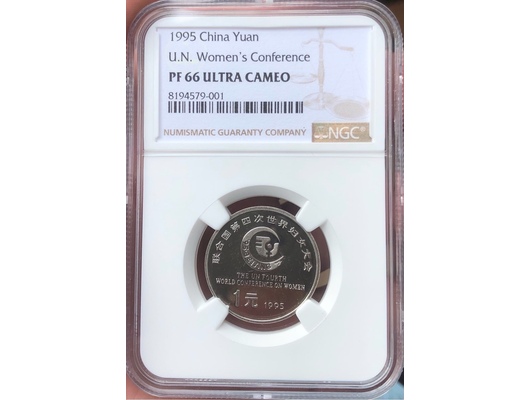 1995 China Yuan
U.N. Women's Conference
PF 66 ULTRA CAMEO
8194579-001
NUMISMATIC GUARANTY COMPANY
NGC
联合国第四次世界妇女大会
THE UN FOURTH
WORLD CONFERENCE ON WOMEN
1元 1995